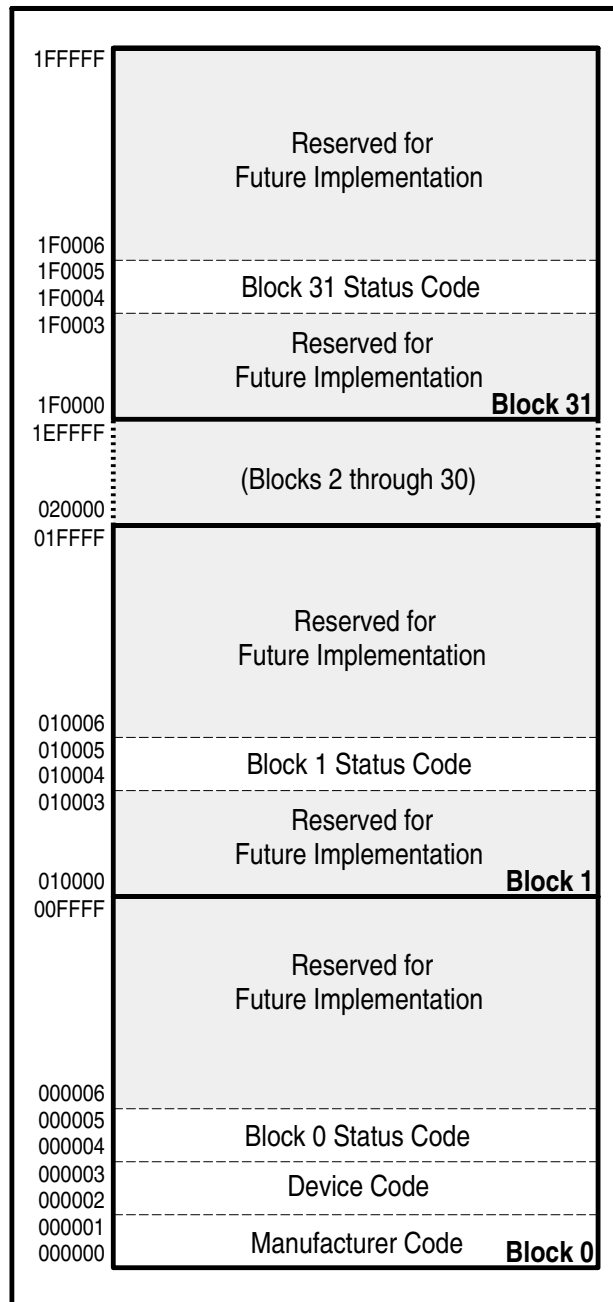 1FFFFF
Reserved for
Future Implementation
1F0006
1F0005
Block 31 Status Code
1F0004
1F0003
Reserved for
Future Implementation
1F0000
Block 31
1EFFFF
(Blocks 2 through 30)
020000
01FFFF
Reserved for
Future Implementation
010006
010005
Block 1 Status Code
010004
010003
Reserved for
Future Implementation
010000
Block 1
00FFFF
Reserved for
Future Implementation
000006
000005
Block 0 Status Code
000004
000003
Device Code
000002
000001
Manufacturer Code
000000
Block 0